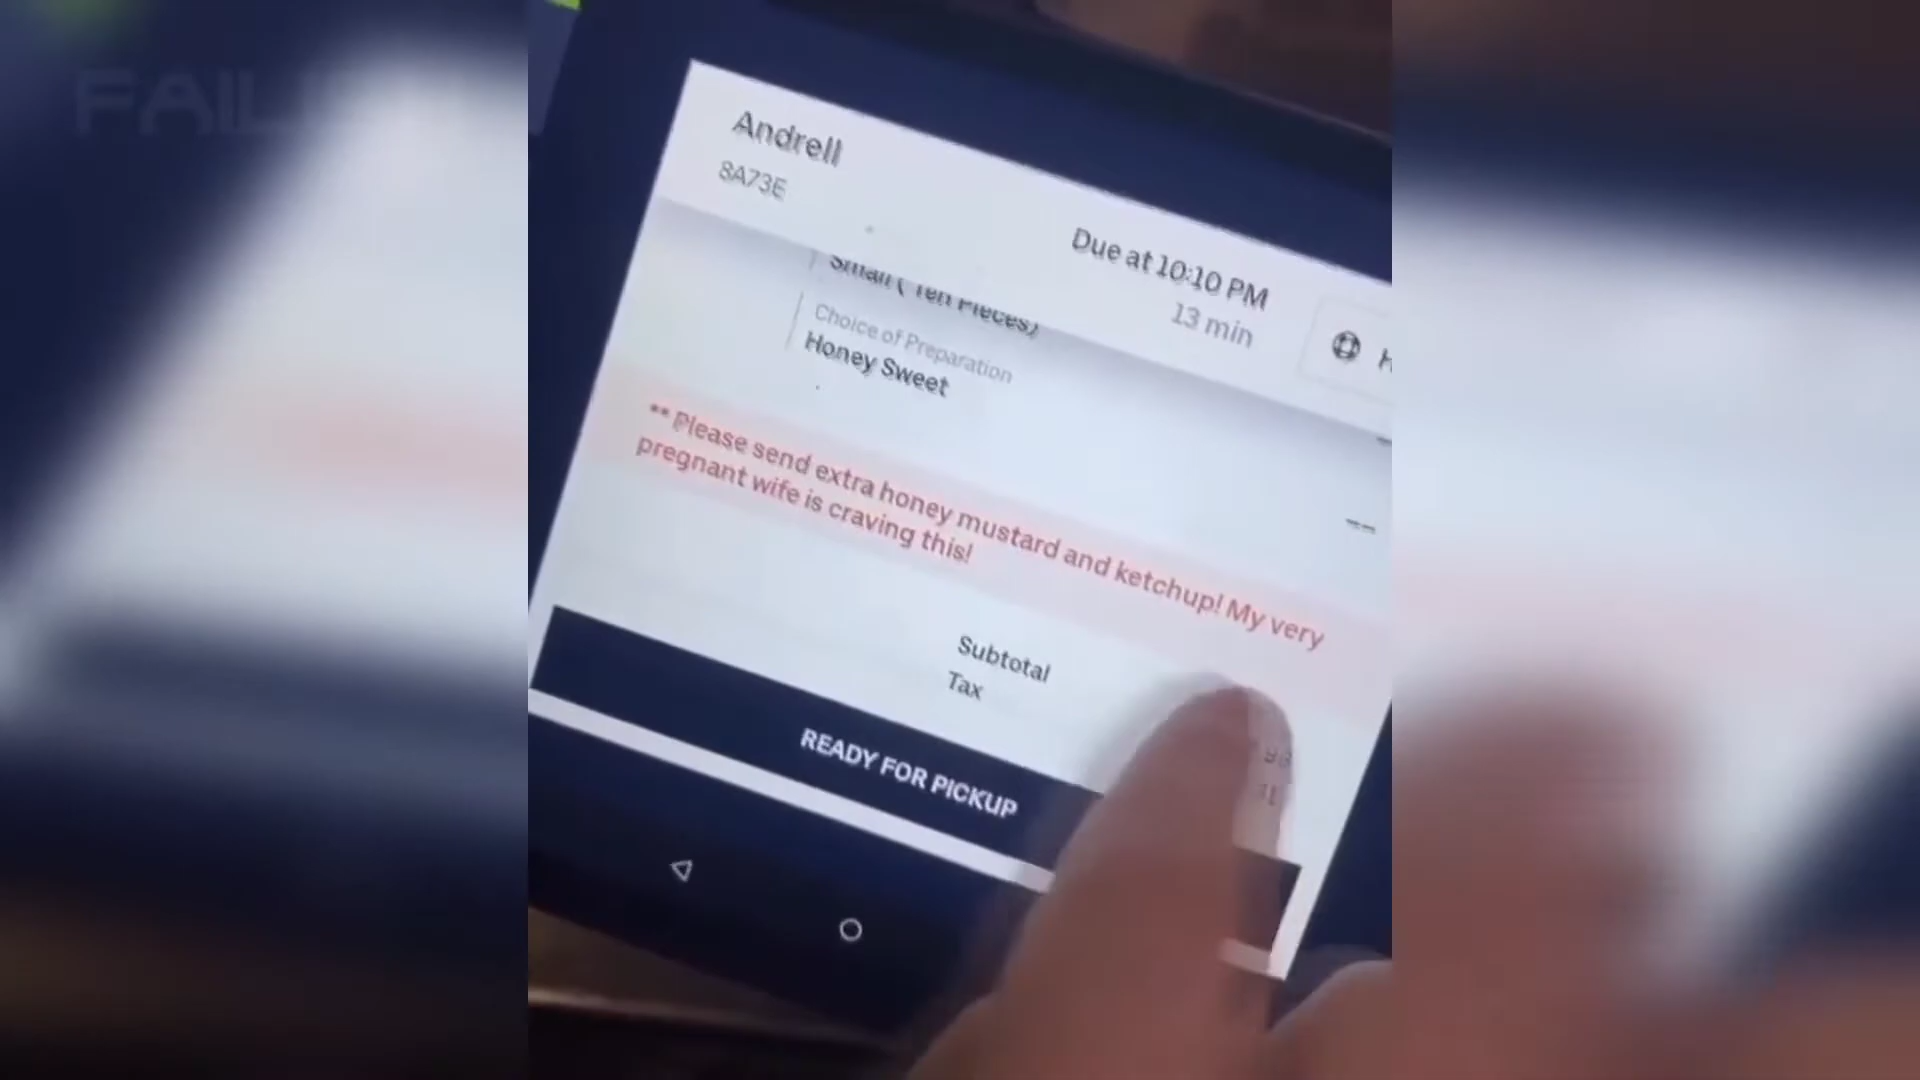 FAIL
Andrell
8A73E
Due at 10:10 PM
13 min
H
Small ( Ten Pieces)
Choice of Preparation
Honey Sweet
** Please send extra honey mustard and ketchup! My very
pregnant wife is craving this!
Subtotal
Tax
READY FOR PICKUP